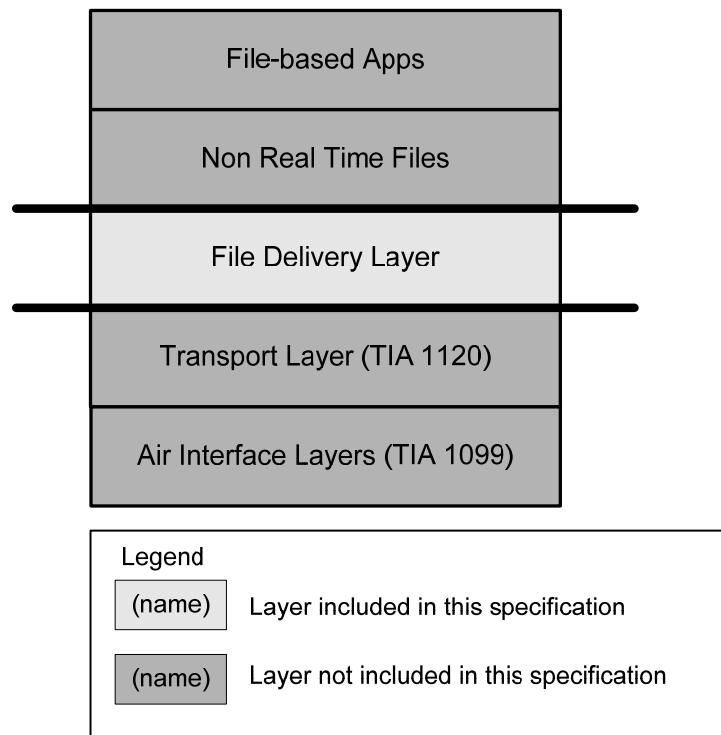 File-based Apps
Non Real Time Files
File Delivery Layer
Transport Layer (TIA 1120)
Air Interface Layers (TIA 1099)
Legend
(name) Layer included in this specification
(name) Layer not included in this specification